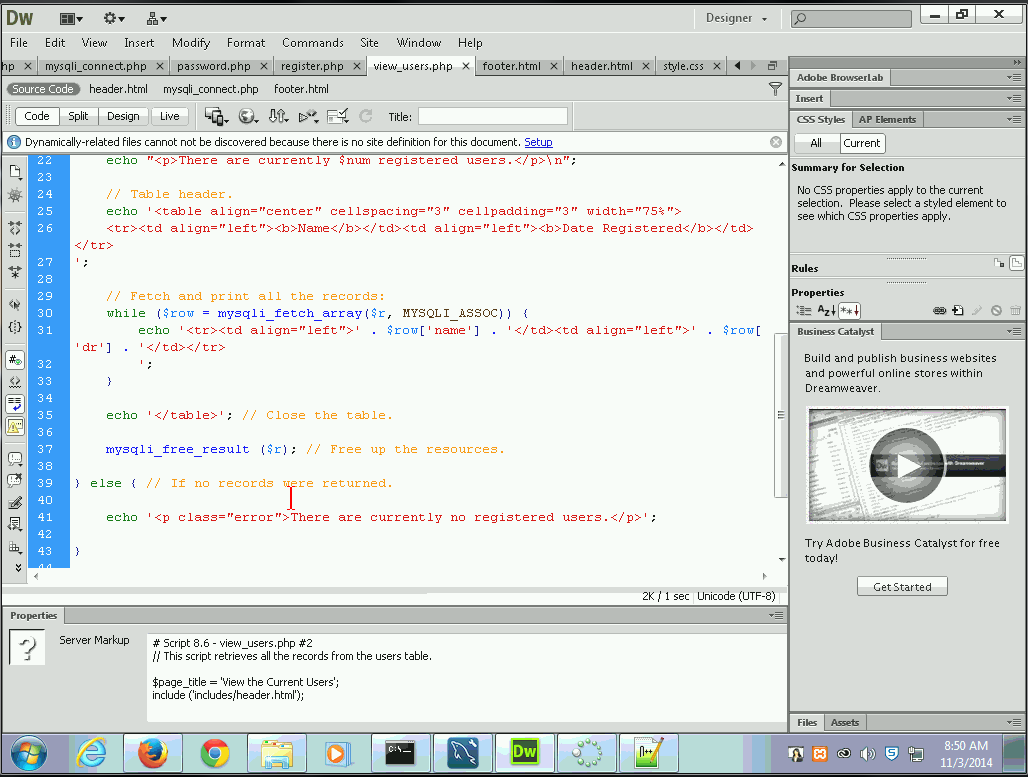 Dw
Designer
File Edit View Insert Modify Format Commands Site Window Help
hp × mysqli_connect.php × password.php × register.php × view_users.php × footer.html × header.html × style.css ×
Source Code header.html mysqli_connect.php footer.html
Code Split Design Live Title:
Dynamically-related files cannot not be discovered because there is no site definition for this document. Setup
22 echo "<p>There are currently $num registered users.</p>\n";
23
24 // Table header.
25 echo '<table align="center" cellspacing="3" cellpadding="3" width="75%">
26 <tr><td align="left"><b>Name</b></td><td align="left"><b>Date Registered</b></td>
</tr>
27 ';
28
29 // Fetch and print all the records:
30 while ($row = mysqli_fetch_array($r, MYSQLI_ASSOC)) {
31 echo '<tr><td align="left">' . $row['name'] . '</td><td align="left">' . $row[
'dr'] . '</td></tr>
32 ';
33 }
34
35 echo '</table>'; // Close the table.
36
37 mysqli_free_result ($r); // Free up the resources.
38
39 } else { // If no records were returned.
40
41 echo '<p class="error">There are currently no registered users.</p>';
42
43 }
44
2K / 1 sec Unicode (UTF-8)
Properties
Server Markup
# Script 8.6 - view_users.php #2
// This script retrieves all the records from the users table.
$page_title = 'View the Current Users';
include ('includes/header.html');
Adobe BrowserLab
Insert
CSS Styles AP Elements
All Current
Summary for Selection
No CSS properties apply to the current
selection. Please select a styled element to
see which CSS properties apply.
Rules
Properties
Az↓ **↓
Business Catalyst
Build and publish business websites
and powerful online stores within
Dreamweaver.
Try Adobe Business Catalyst for free
today!
Get Started
Files Assets
Dw
8:50 AM
11/3/2014